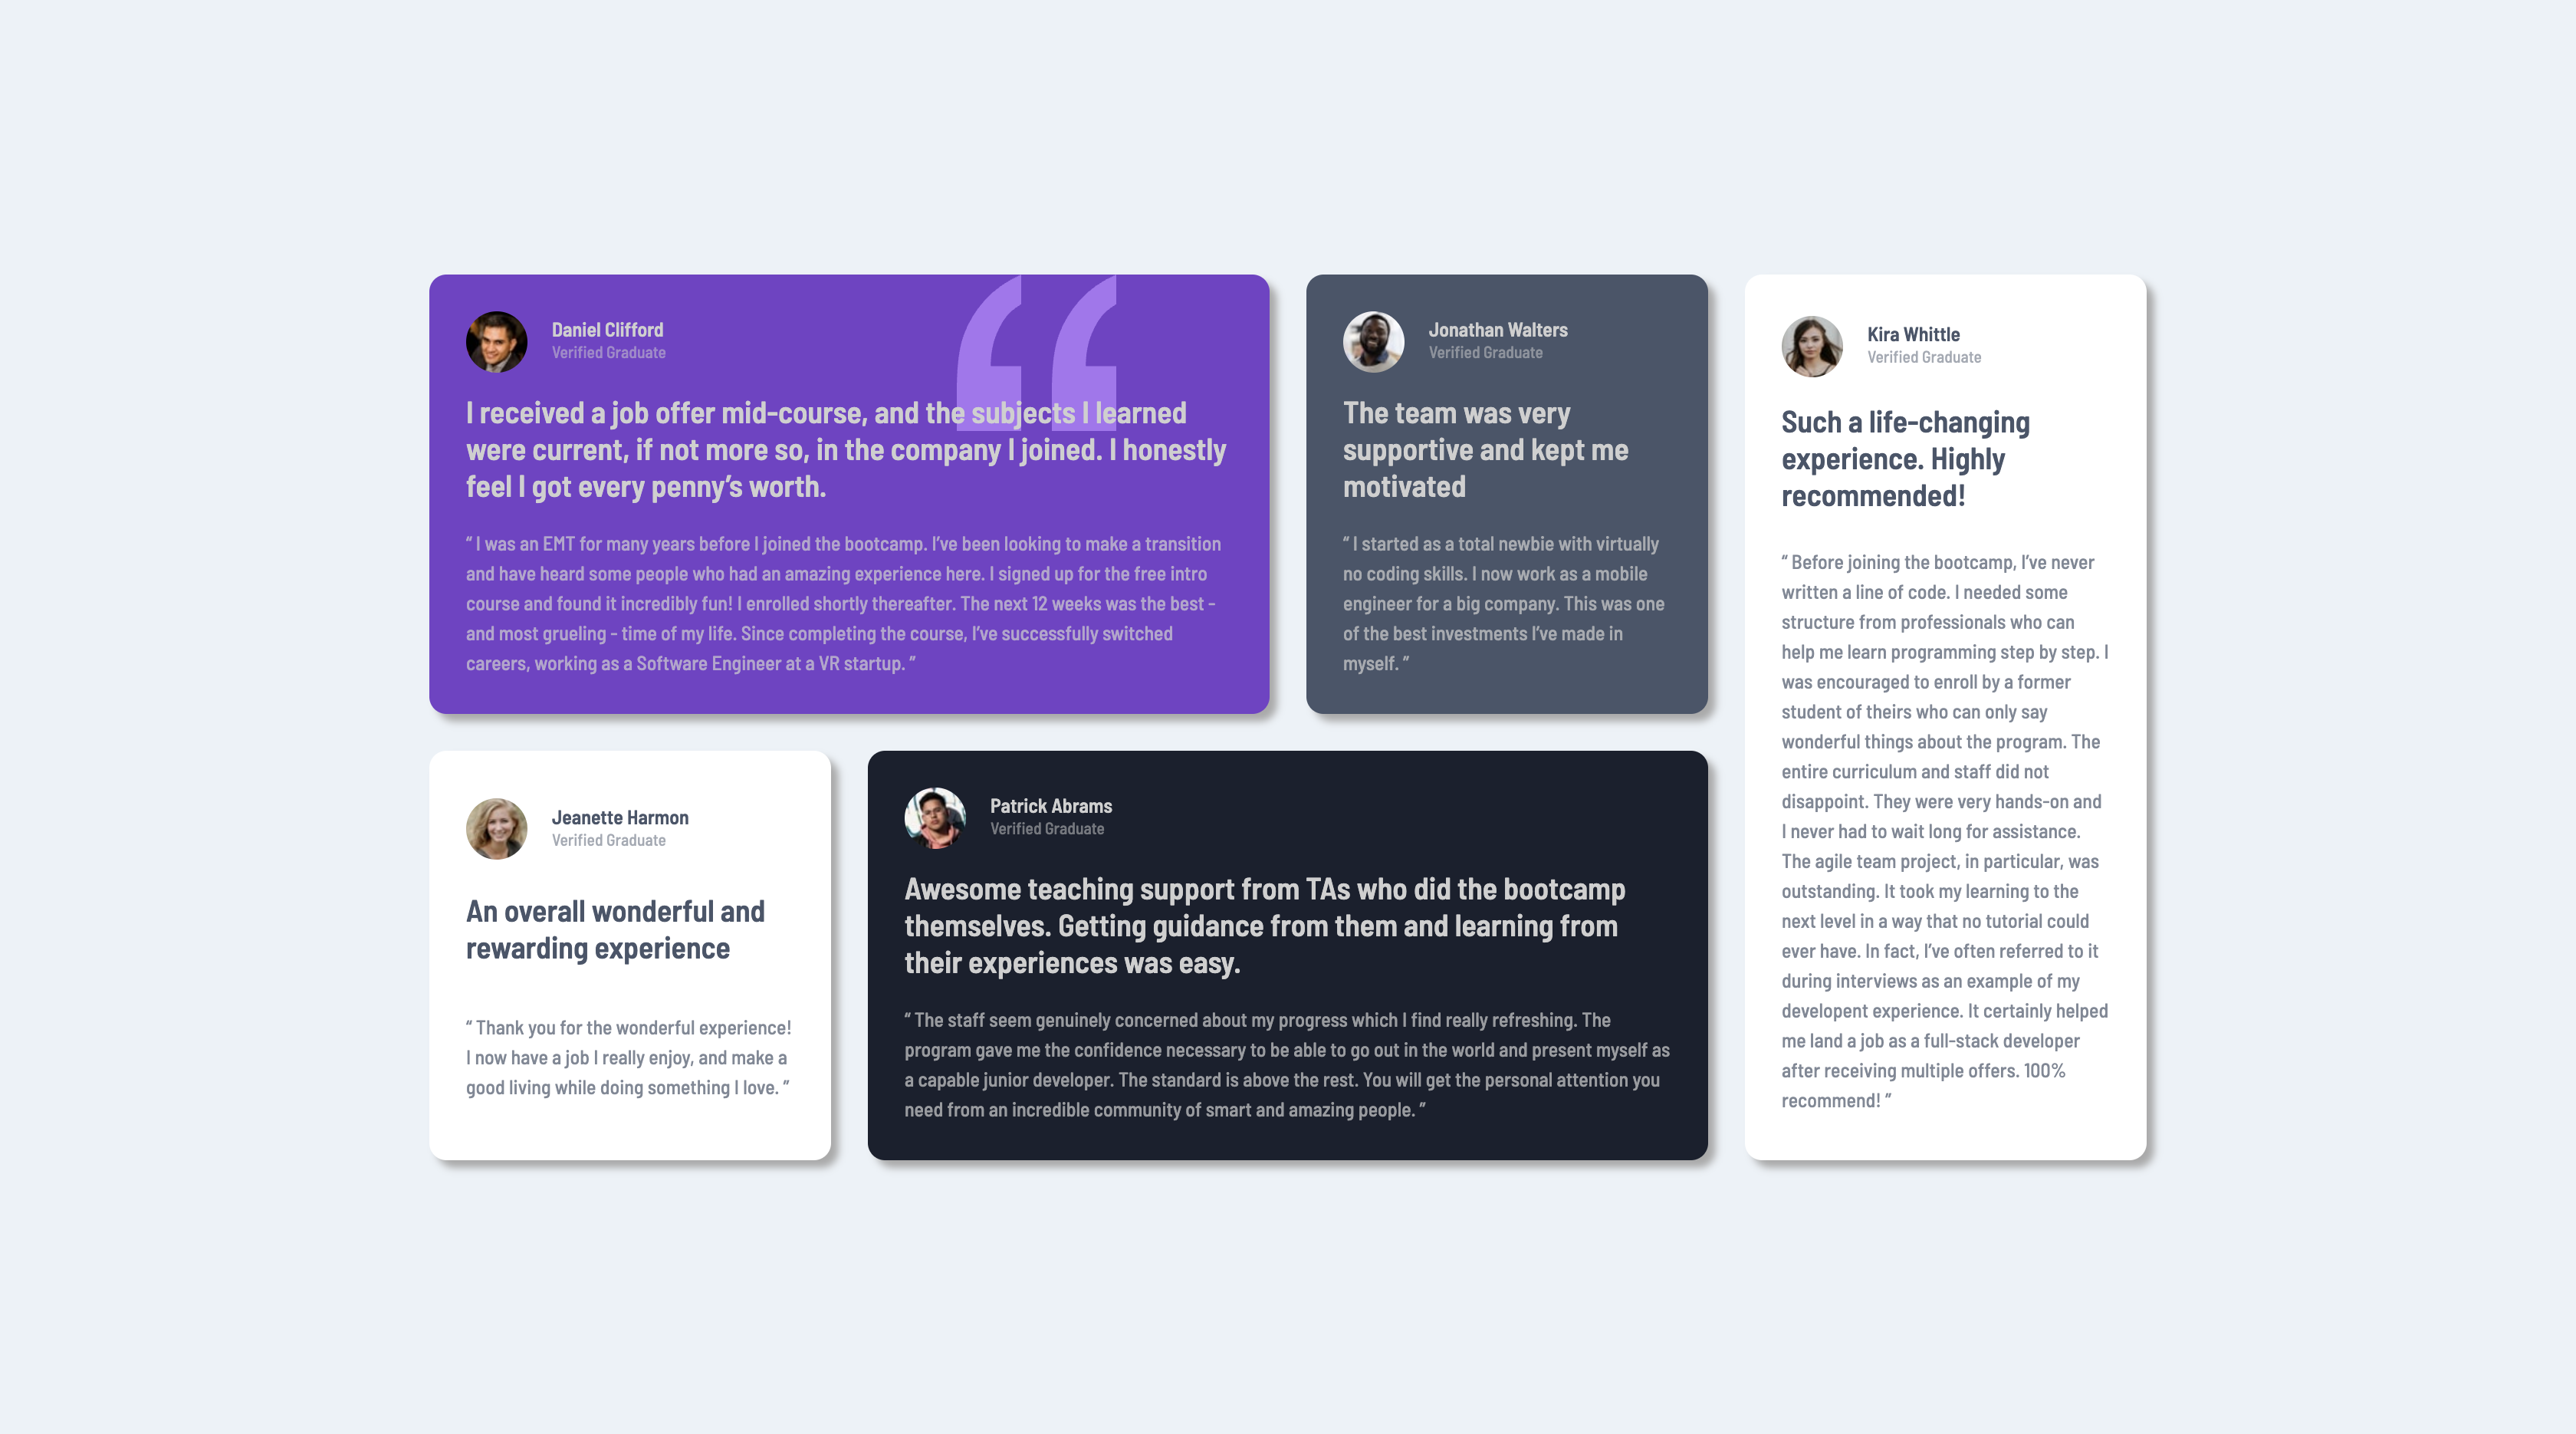 Daniel Clifford
Verified Graduate
I received a job offer mid-course, and the subjects I learned
were current, if not more so, in the company I joined. I honestly
feel I got every penny’s worth.
“ I was an EMT for many years before I joined the bootcamp. I’ve been looking to make a transition
and have heard some people who had an amazing experience here. I signed up for the free intro
course and found it incredibly fun! I enrolled shortly thereafter. The next 12 weeks was the best -
and most grueling - time of my life. Since completing the course, I’ve successfully switched
careers, working as a Software Engineer at a VR startup. ”
Jonathan Walters
Verified Graduate
The team was very
supportive and kept me
motivated
“ I started as a total newbie with virtually
no coding skills. I now work as a mobile
engineer for a big company. This was one
of the best investments I’ve made in
myself. ”
Kira Whittle
Verified Graduate
Such a life-changing
experience. Highly
recommended!
“ Before joining the bootcamp, I’ve never
written a line of code. I needed some
structure from professionals who can
help me learn programming step by step. I
was encouraged to enroll by a former
student of theirs who can only say
wonderful things about the program. The
entire curriculum and staff did not
disappoint. They were very hands-on and
I never had to wait long for assistance.
The agile team project, in particular, was
outstanding. It took my learning to the
next level in a way that no tutorial could
ever have. In fact, I’ve often referred to it
during interviews as an example of my
developent experience. It certainly helped
me land a job as a full-stack developer
after receiving multiple offers. 100%
recommend! ”
Jeanette Harmon
Verified Graduate
An overall wonderful and
rewarding experience
“ Thank you for the wonderful experience!
I now have a job I really enjoy, and make a
good living while doing something I love. ”
Patrick Abrams
Verified Graduate
Awesome teaching support from TAs who did the bootcamp
themselves. Getting guidance from them and learning from
their experiences was easy.
“ The staff seem genuinely concerned about my progress which I find really refreshing. The
program gave me the confidence necessary to be able to go out in the world and present myself as
a capable junior developer. The standard is above the rest. You will get the personal attention you
need from an incredible community of smart and amazing people. ”